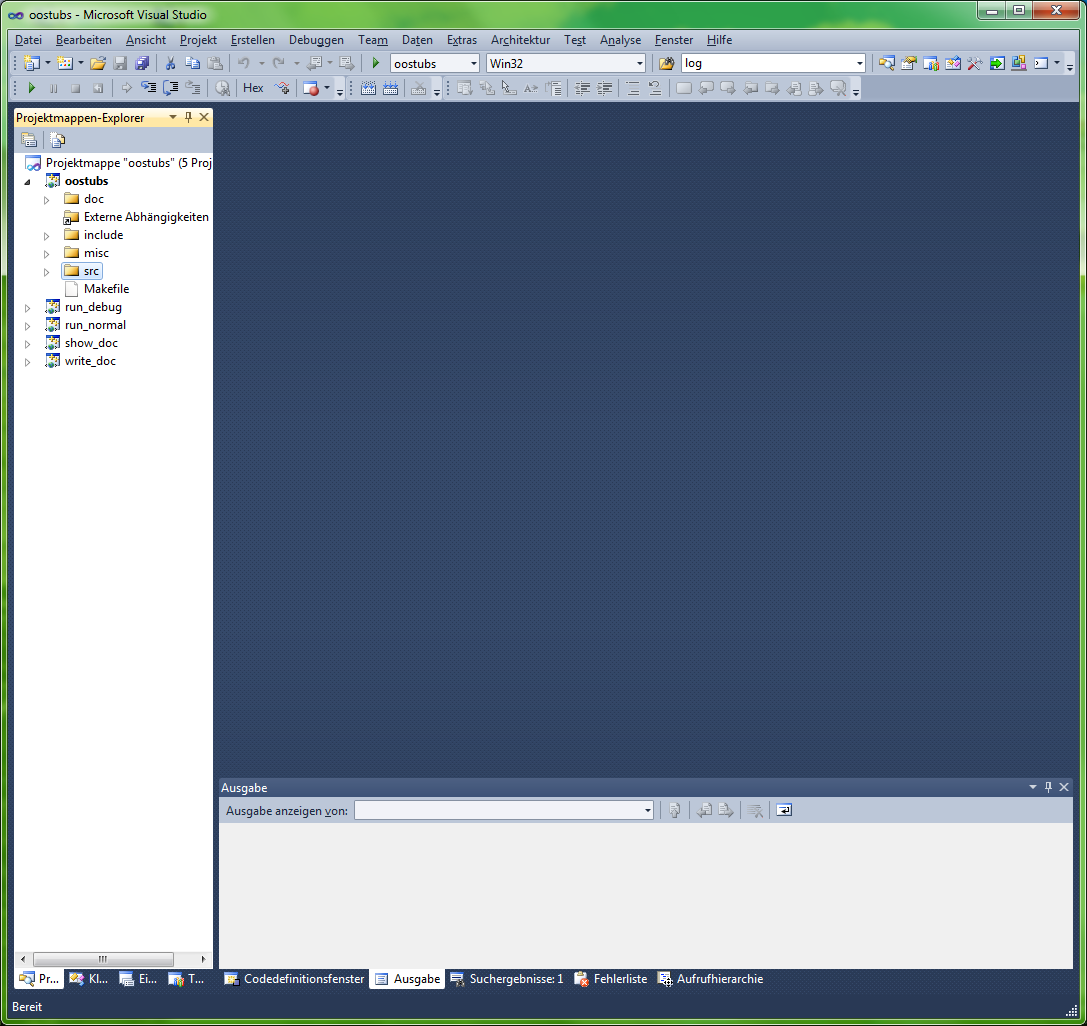 oostubs - Microsoft Visual Studio
Datei Bearbeiten Ansicht Projekt Erstellen Debuggen Team Daten Extras Architektur Test Analyse Fenster Hilfe
oostubs Win32 log
Hex
Projektmappen-Explorer
Projektmappe "oostubs" (5 Proj
oostubs
doc
Externe Abhängigkeiten
include
misc
src
Makefile
run_debug
run_normal
show_doc
write_doc
Ausgabe
Ausgabe anzeigen von:
Pr... Kl... Ei... T... Codedefinitionsfenster Ausgabe Suchergebnisse: 1 Fehlerliste Aufrufhierarchie
Bereit